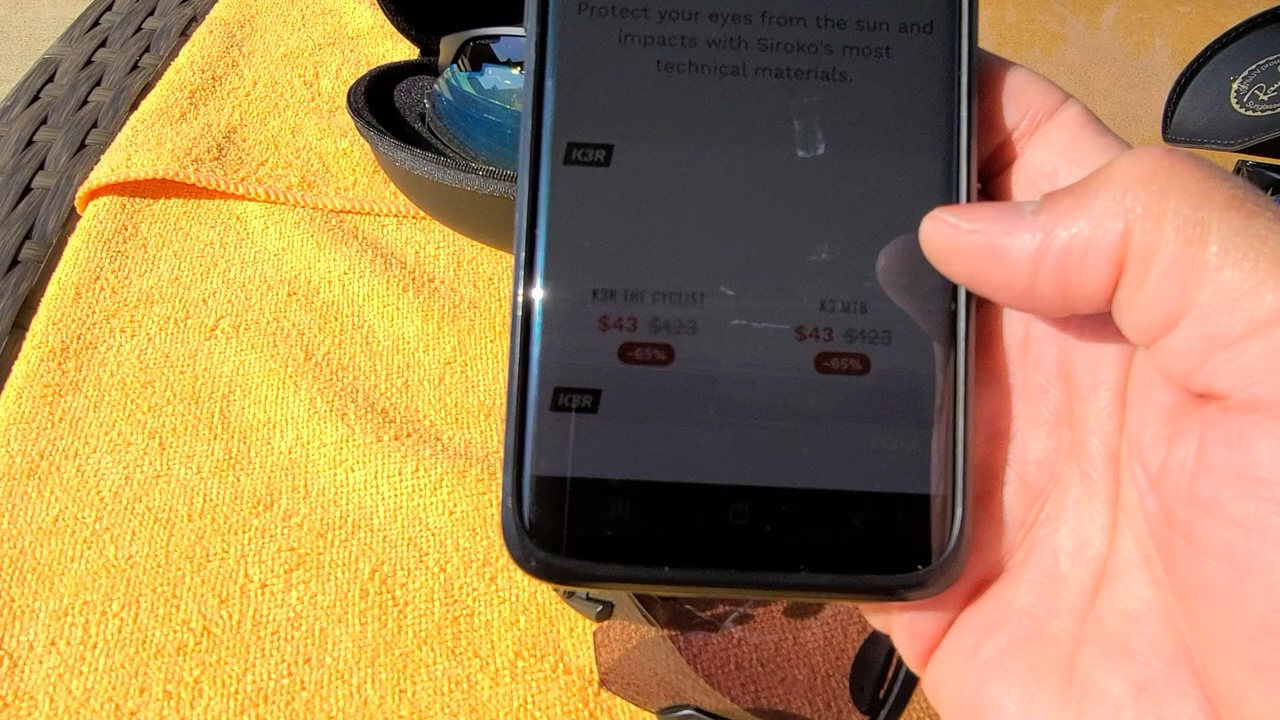 Protect your eyes from the sun and
impacts with Siroko's most
technical materials.
K3R
K3R THE CYCLIST
$43 $123
-65%
K3 MTB
$43 $123
-65%
K3R